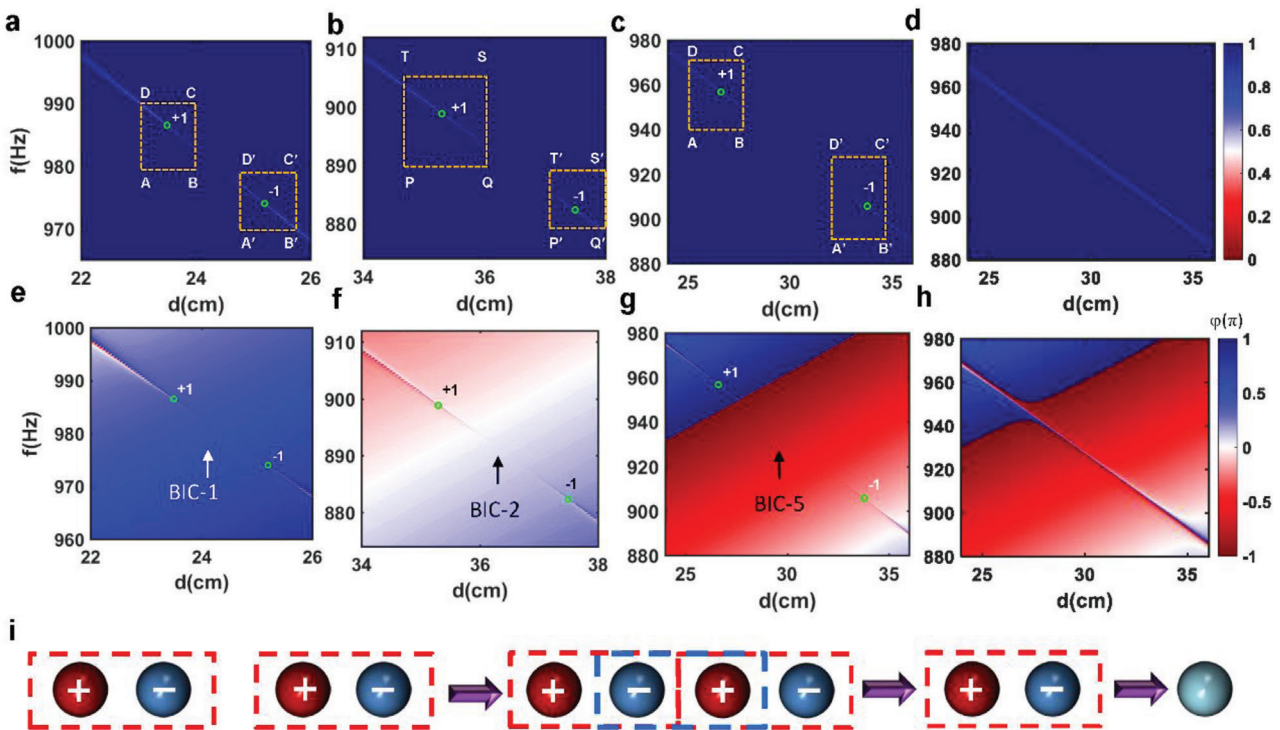 a
1000
990
980
970
f(Hz)
D C
+1
A B
D' C'
-1
A' B'
22 24 26
d(cm)
b
910
900
890
880
T S
+1
P Q
T' S'
-1
P' Q'
34 36 38
d(cm)
c
980
960
940
920
900
880
D C
+1
A B
D' C'
-1
A' B'
25 30 35
d(cm)
d
980
960
940
920
900
880
25 30 35
d(cm)
1
0.8
0.6
0.4
0.2
0
e
1000
990
980
970
960
f(Hz)
+1
-1
BIC-1
22 24 26
d(cm)
f
910
900
890
880
+1
-1
BIC-2
34 36 38
d(cm)
g
980
960
940
920
900
880
+1
-1
BIC-5
25 30 35
d(cm)
h
980
960
940
920
900
880
25 30 35
d(cm)
φ(π)
1
0.5
0
-0.5
-1
i
+ − + − + − + − + −